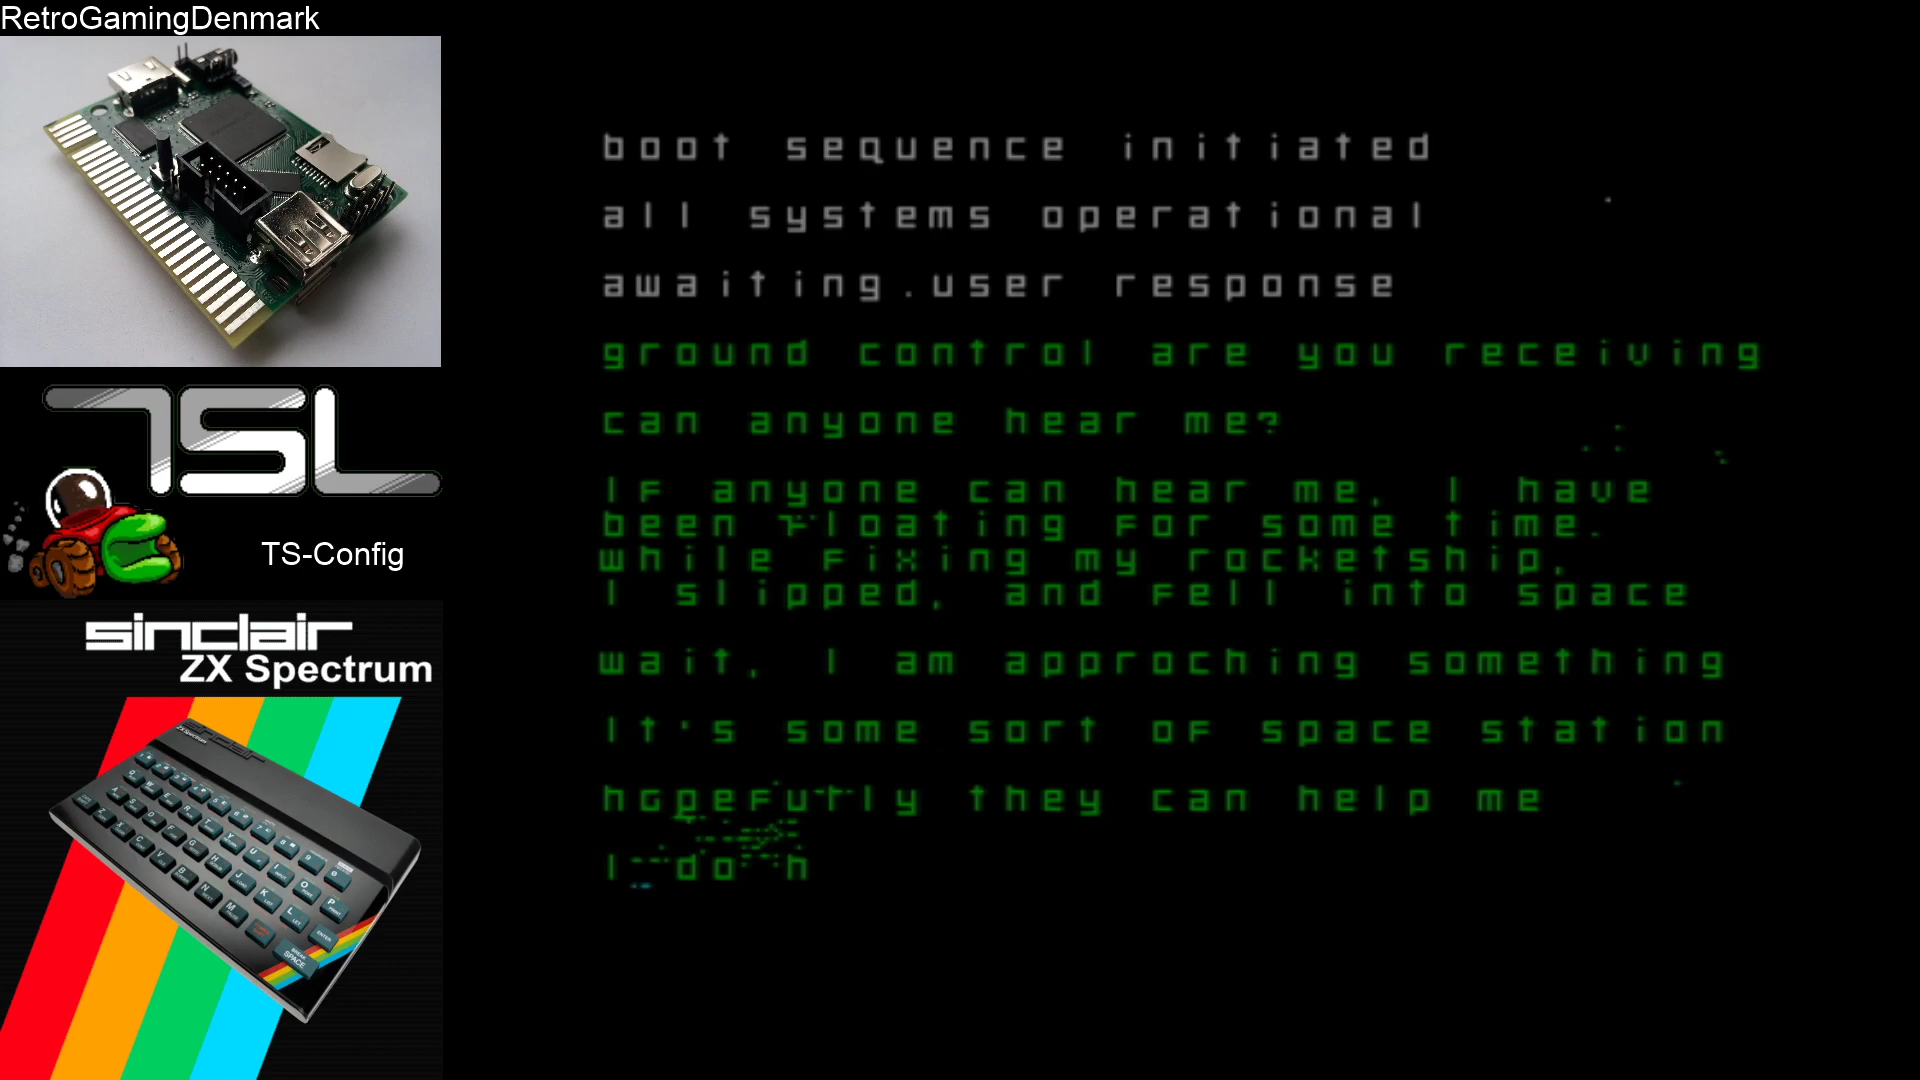 RetroGamingDenmark
TSL
TS-Config
sinclair
ZX Spectrum
boot sequence initiated
all systems operational
awaiting.user response
ground control are you receiving
can anyone hear me?
If anyone can hear me, I have
been floating for some time.
while fixing my rocketship,
I slipped, and fell into space
wait, I am approching something
It's some sort of space station
hopefully they can help me
I do h